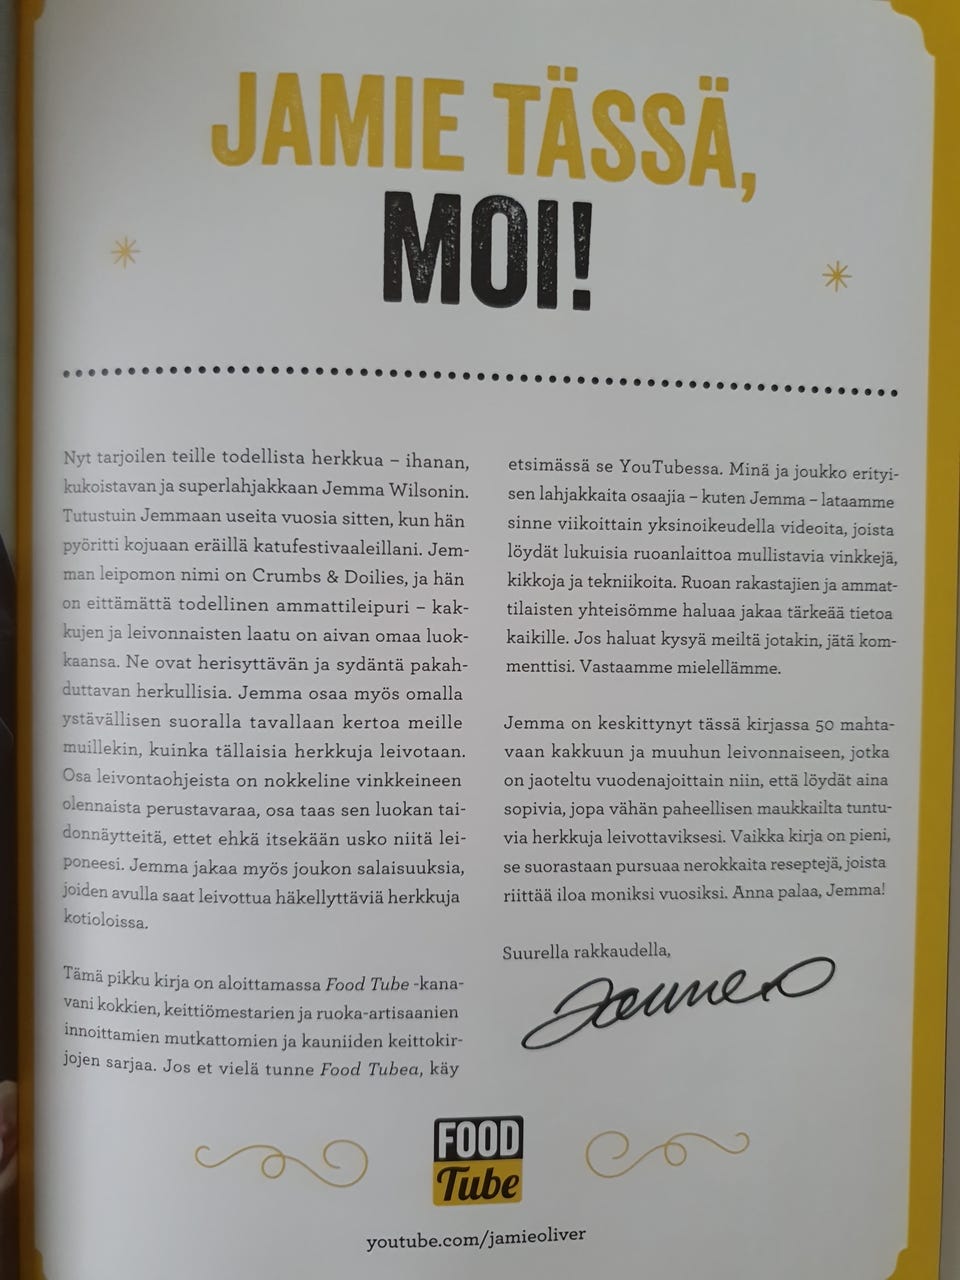 JAMIE TÄSSÄ,
MOI!
Nyt tarjoilen teille todellista herkkua – ihanan,
kukoistavan ja superlahjakkaan Jemma Wilsonin.
Tutustuin Jemmaan useita vuosia sitten, kun hän
pyöritti kojuaan eräillä katufestivaaleillani. Jem-
man leipomon nimi on Crumbs & Doilies, ja hän
on eittämättä todellinen ammattileipuri – kak-
kujen ja leivonnaisten laatu on aivan omaa luok-
kaansa. Ne ovat herisyttävän ja sydäntä pakah-
duttavan herkullisia. Jemma osaa myös omalla
ystävällisen suoralla tavallaan kertoa meille
muillekin, kuinka tällaisia herkkuja leivotaan.
Osa leivontaohjeista on nokkeline vinkkeineen
olennaista perustavaraa, osa taas sen luokan tai-
donnäytteitä, ettet ehkä itsekään usko niitä lei-
poneesi. Jemma jakaa myös joukon salaisuuksia,
joiden avulla saat leivottua häkellyttäviä herkkuja
kotioloissa.
Tämä pikku kirja on aloittamassa Food Tube -kana-
vani kokkien, keittiömestarien ja ruoka-artisaanien
innoittamien mutkattomien ja kauniiden keittokir-
jojen sarjaa. Jos et vielä tunne Food Tubea, käy
etsimässä se YouTubessa. Minä ja joukko erityi-
sen lahjakkaita osaajia – kuten Jemma – lataamme
sinne viikoittain yksinoikeudella videoita, joista
löydät lukuisia ruoanlaittoa mullistavia vinkkejä,
kikkoja ja tekniikoita. Ruoan rakastajien ja ammat-
tilaisten yhteisömme haluaa jakaa tärkeää tietoa
kaikille. Jos haluat kysyä meiltä jotakin, jätä kom-
menttisi. Vastaamme mielellämme.
Jemma on keskittynyt tässä kirjassa 50 mahta-
vaan kakkuun ja muuhun leivonnaiseen, jotka
on jaoteltu vuodenajoittain niin, että löydät aina
sopivia, jopa vähän paheellisen maukkailta tuntu-
via herkkuja leivottaviksesi. Vaikka kirja on pieni,
se suorastaan pursuaa nerokkaita reseptejä, joista
riittää iloa moniksi vuosiksi. Anna palaa, Jemma!
Suurella rakkaudella,
FOOD
Tube
youtube.com/jamieoliver